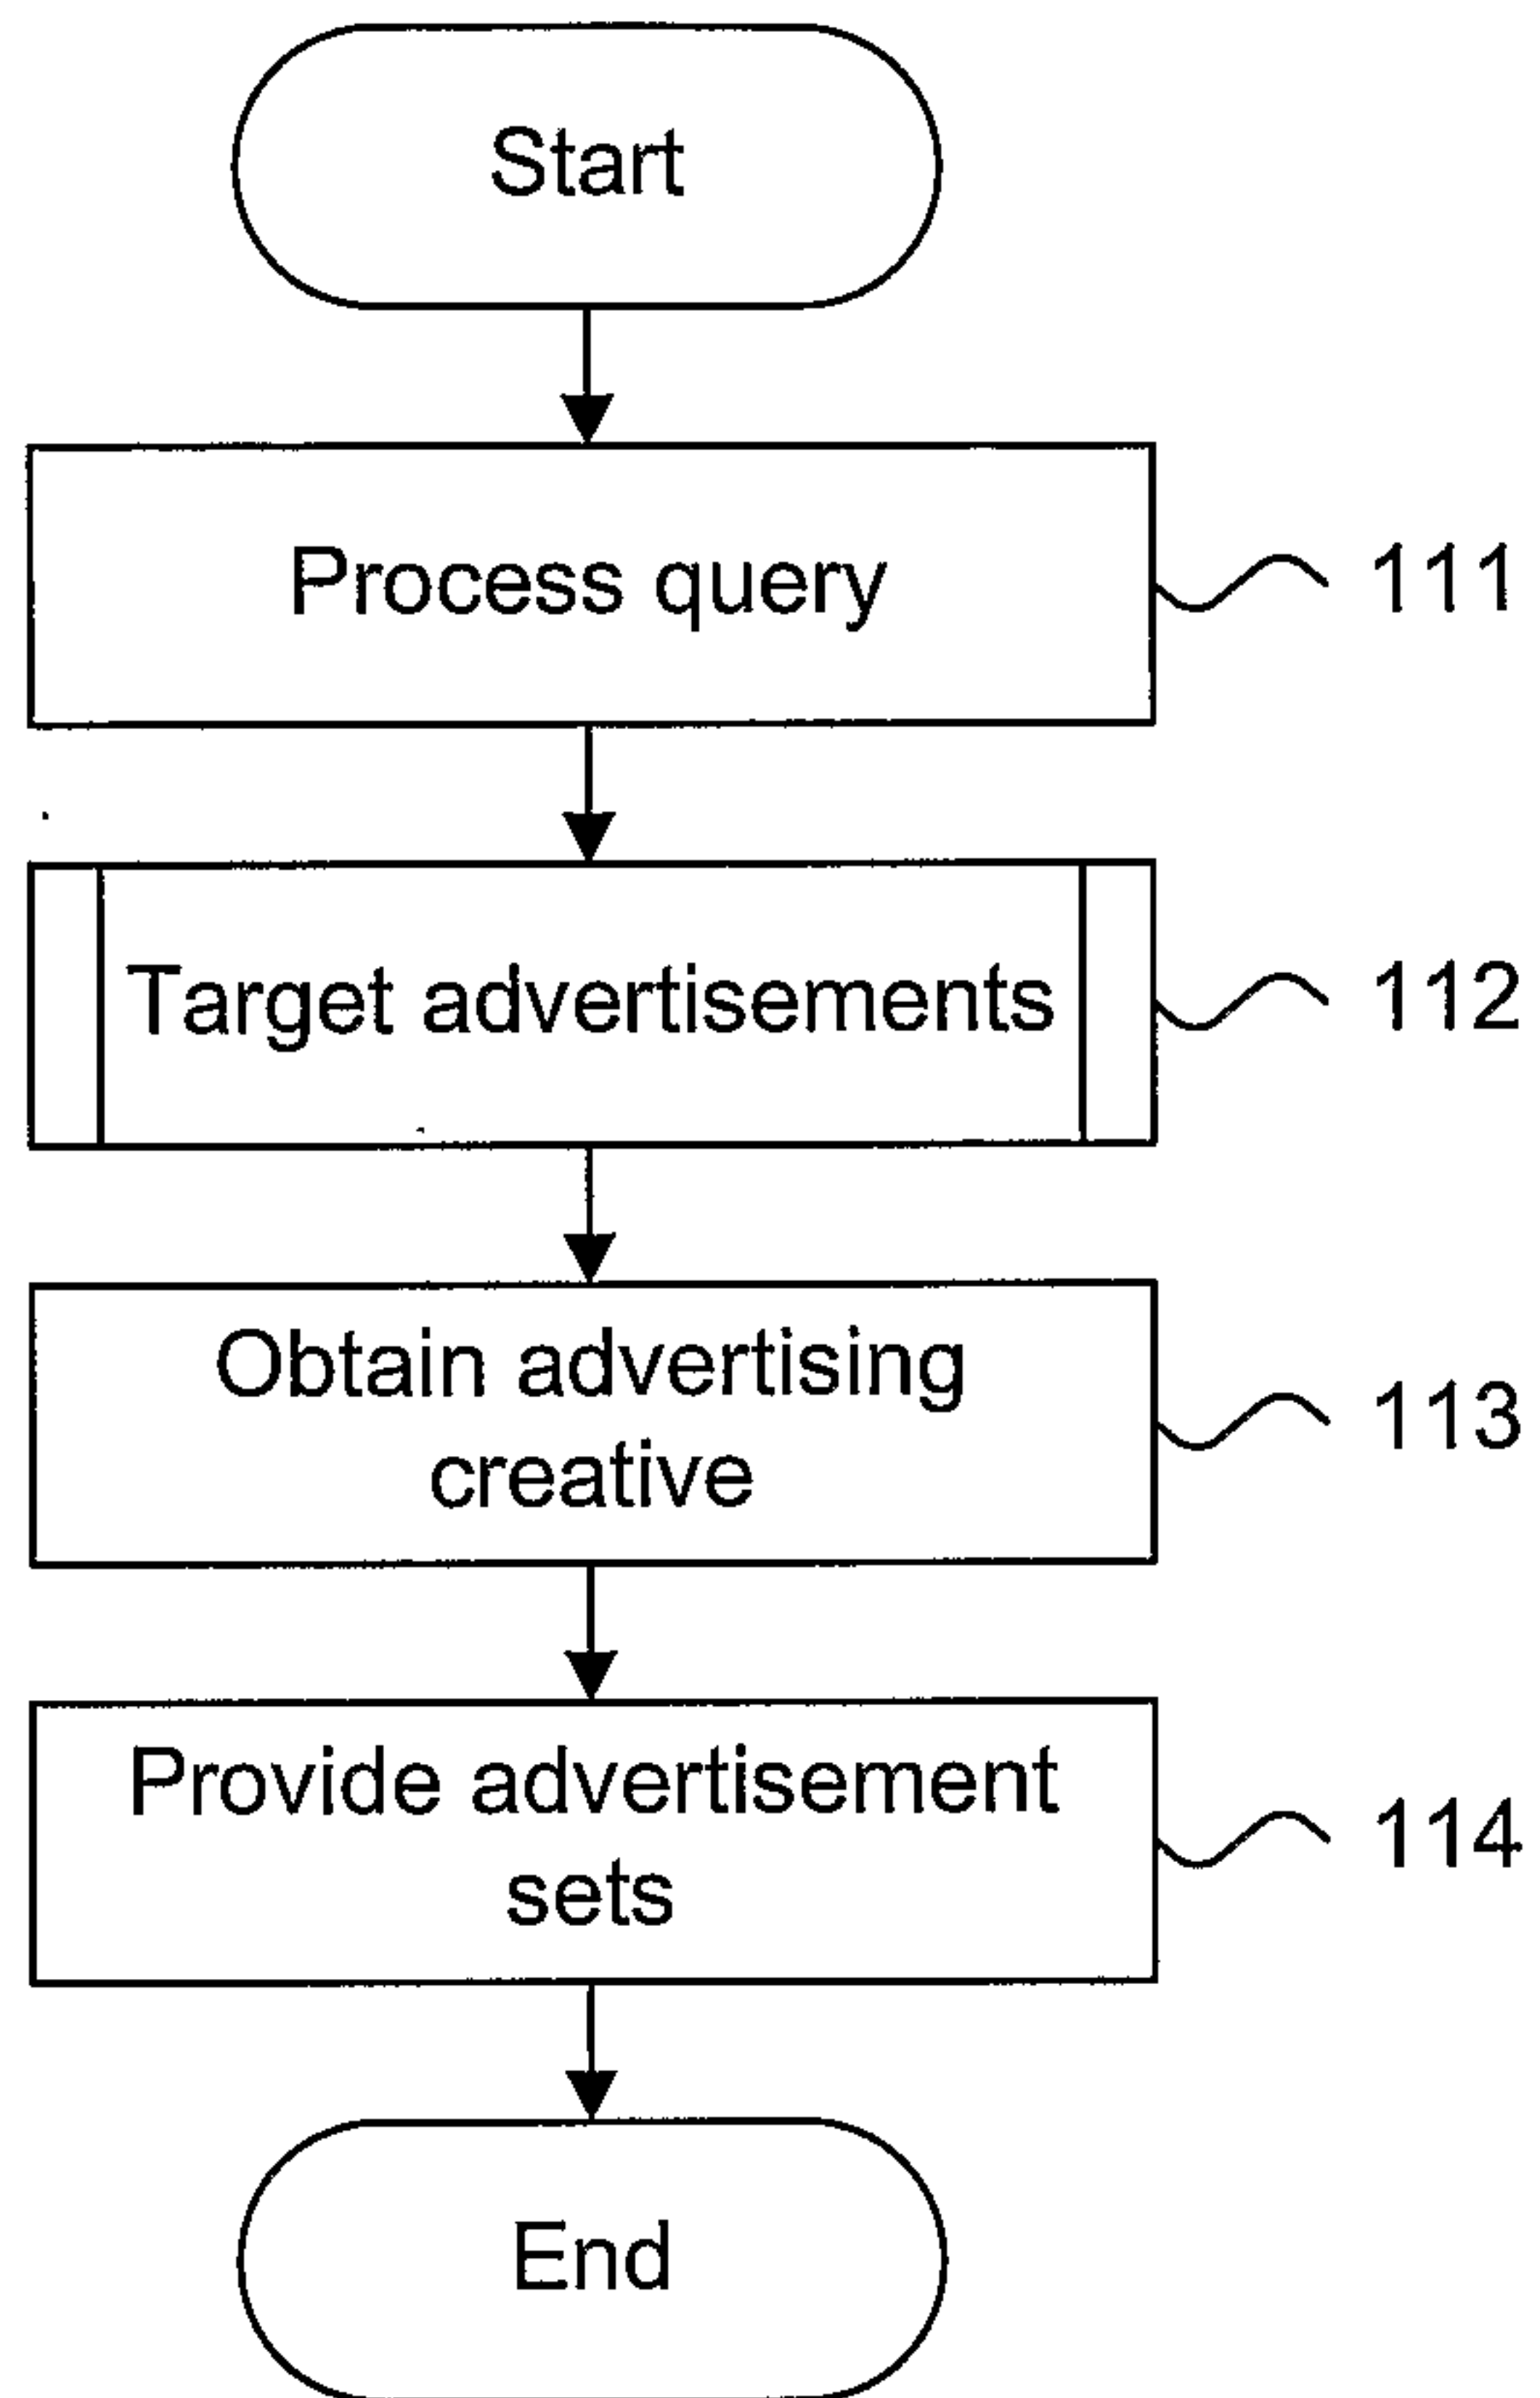 Start
Process query
111
Target advertisements
112
Obtain advertising
creative
113
Provide advertisement
sets
114
End